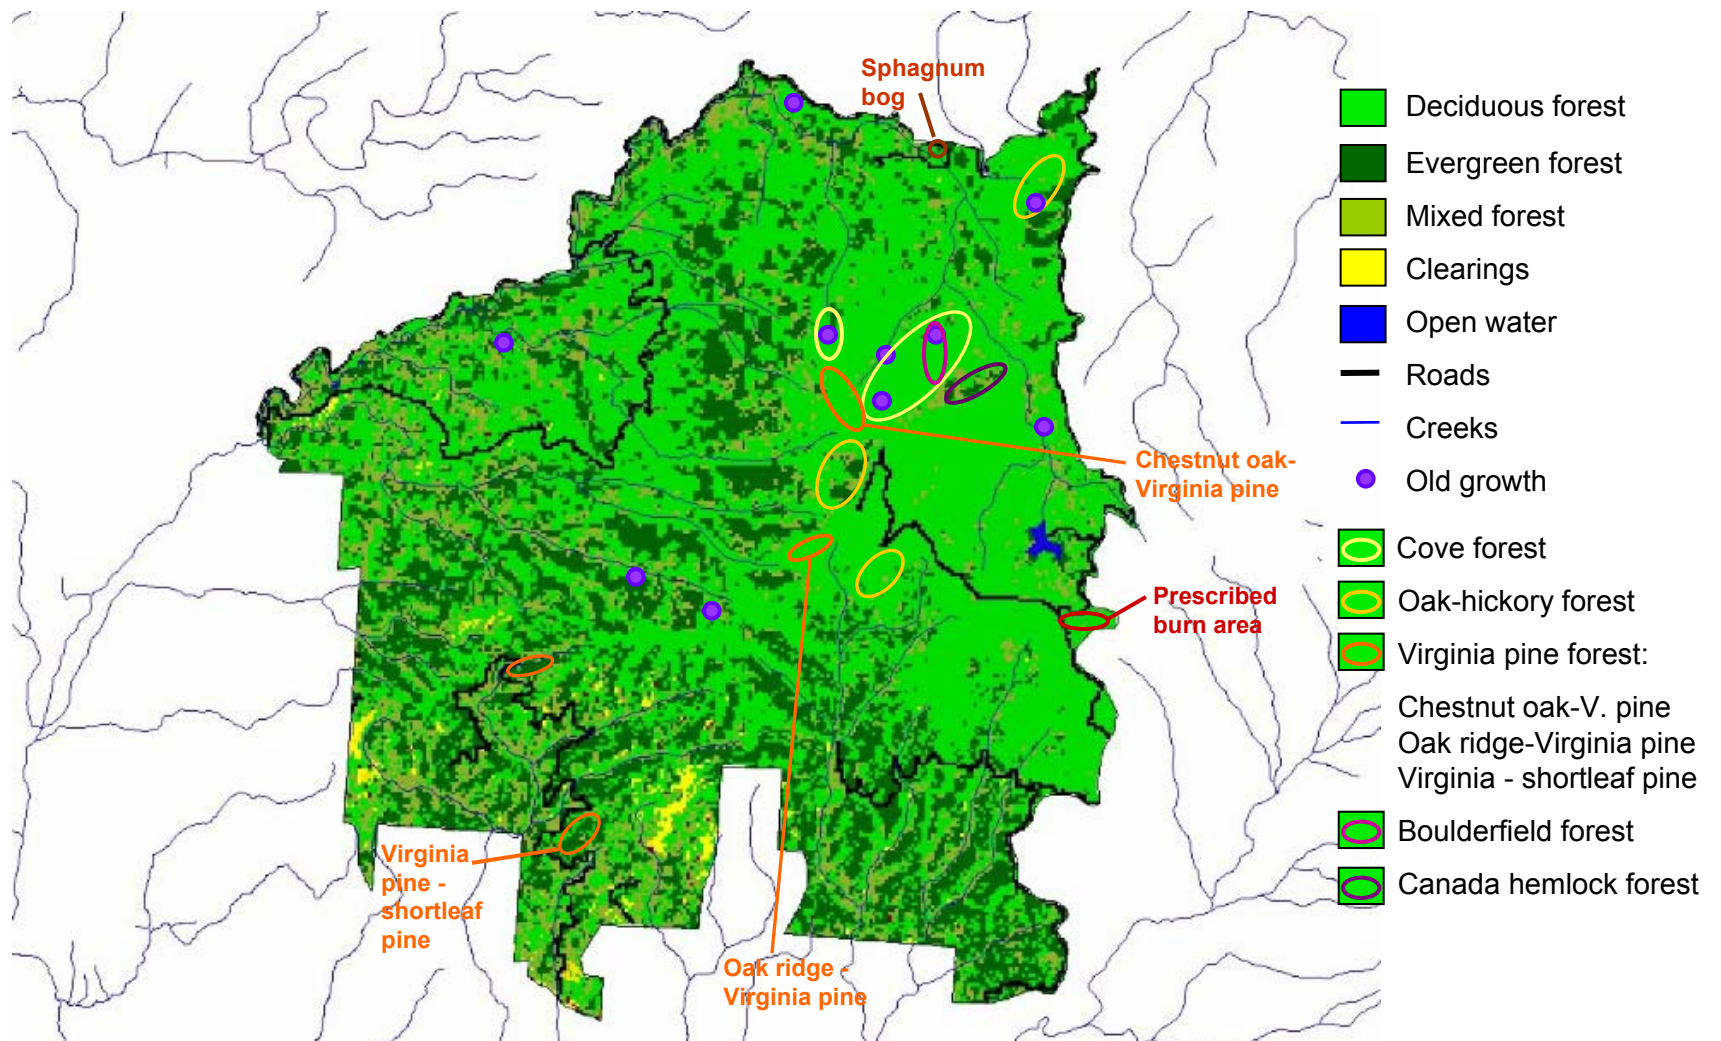 Sphagnum
bog
Chestnut oak-
Virginia pine
Prescribed
burn area
Virginia
pine -
shortleaf
pine
Oak ridge -
Virginia pine
Deciduous forest
Evergreen forest
Mixed forest
Clearings
Open water
Roads
Creeks
Old growth
Cove forest
Oak-hickory forest
Virginia pine forest:
Chestnut oak-V. pine
Oak ridge-Virginia pine
Virginia - shortleaf pine
Boulderfield forest
Canada hemlock forest